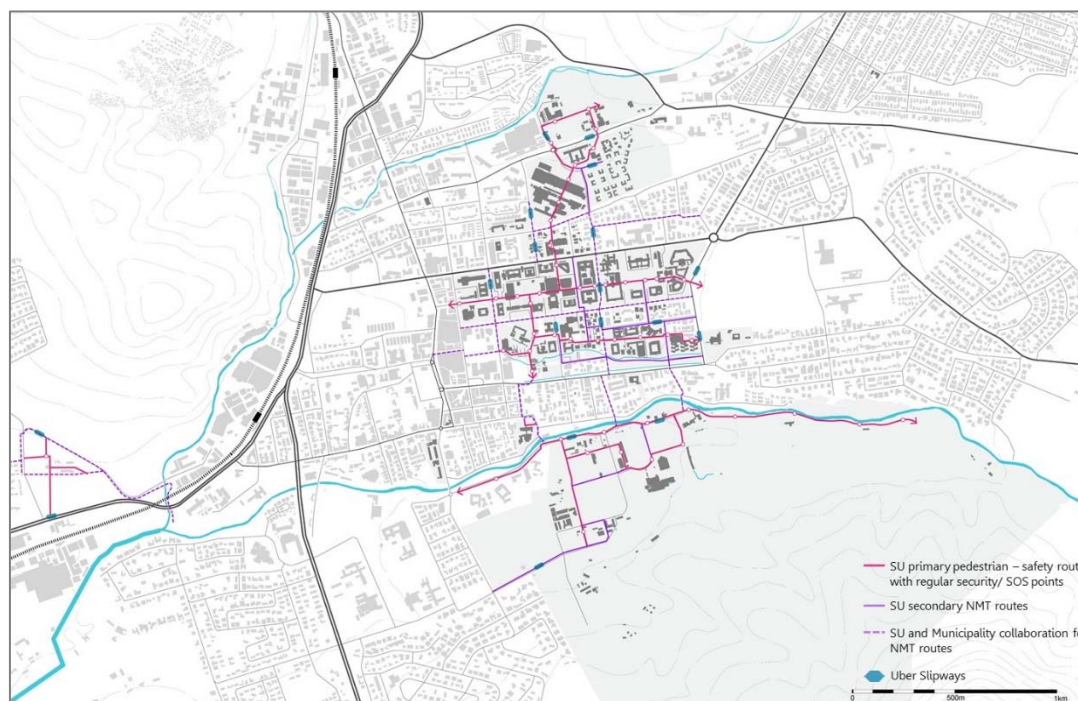 SU primary pedestrian – safety rout
with regular security/ SOS points
SU secondary NMT routes
SU and Municipality collaboration fo
NMT routes
Uber Slipways
0 500m 1km